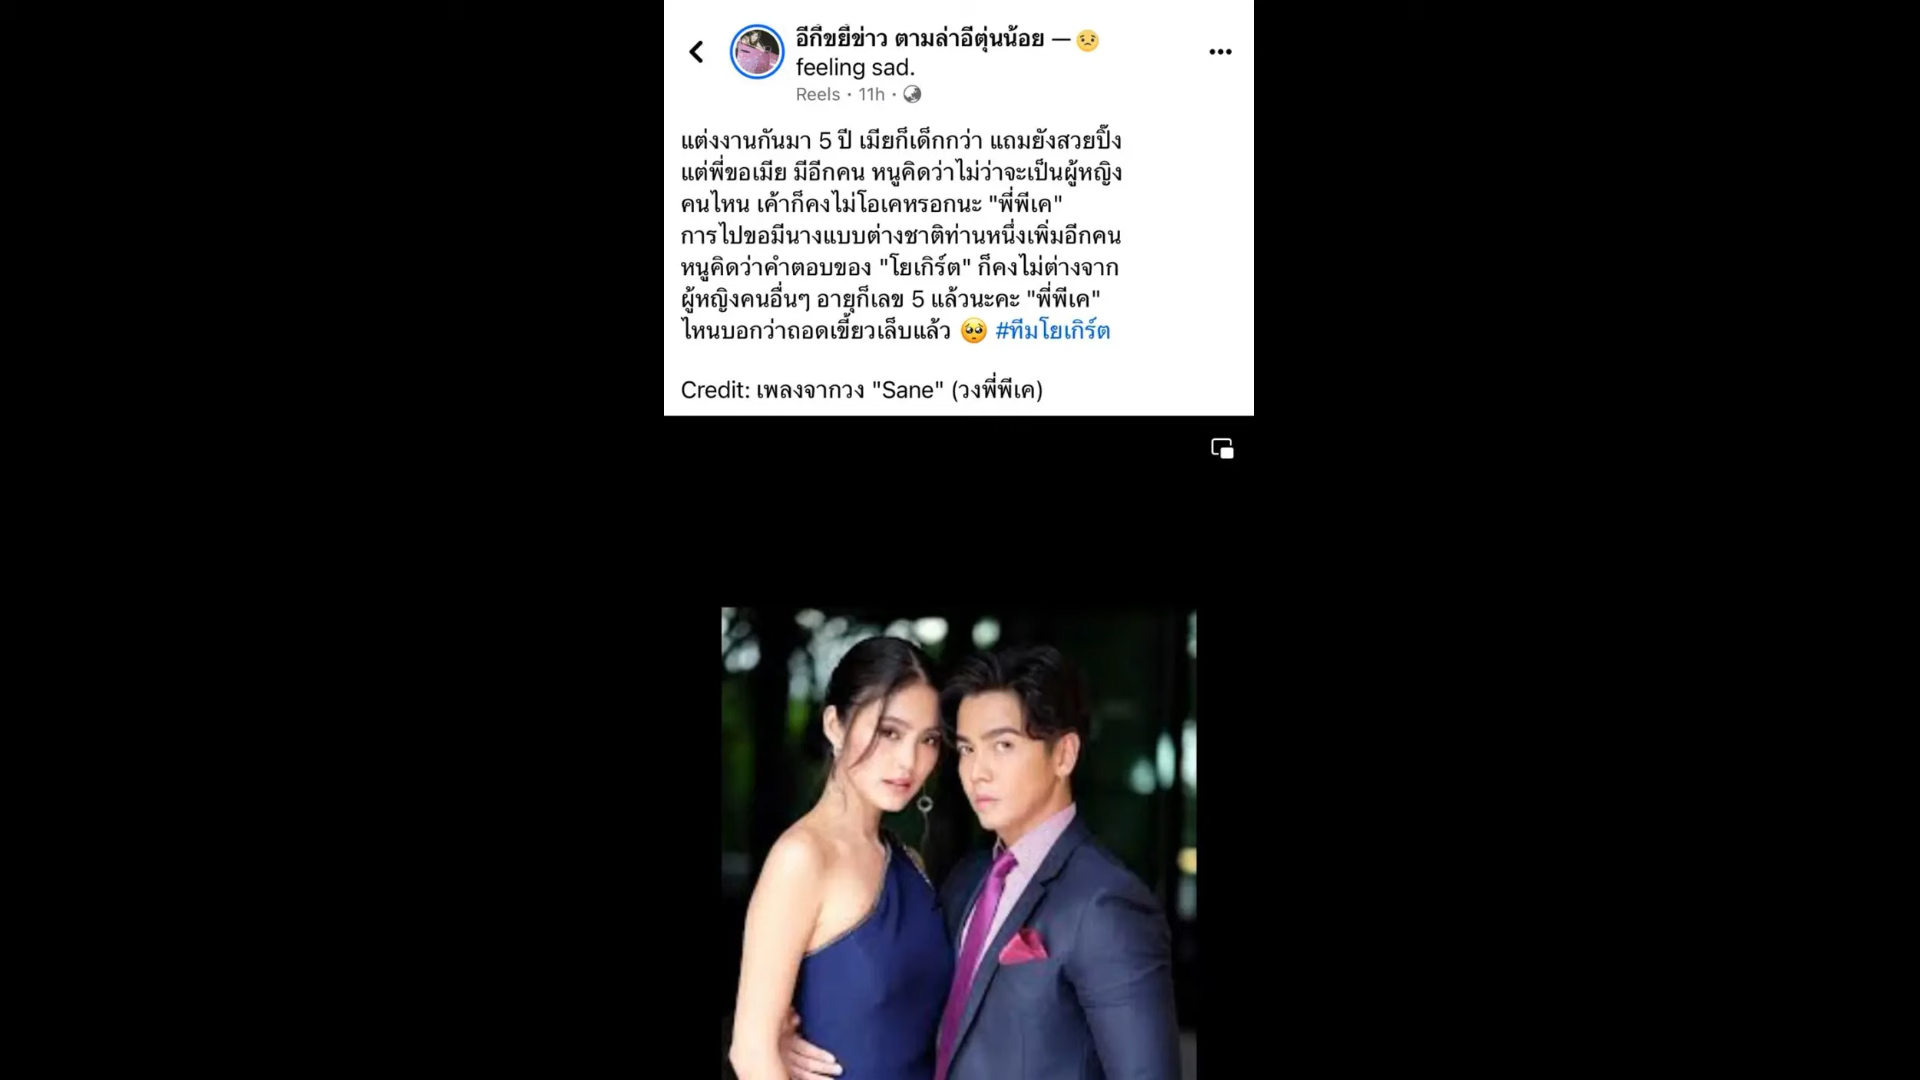 อีกีขยี้ข่าว ตามล่าอีตุ่นน้อย — 😟
feeling sad.
Reels · 11h ·
แต่งงานกันมา 5 ปี เมียก็เด็กกว่า แถมยังสวยปิ๊ง
แต่พี่ขอเมีย มีอีกคน หนูคิดว่าไม่ว่าจะเป็นผู้หญิง
คนไหน เค้าก็คงไม่โอเคหรอกนะ "พี่พีเค"
การไปขอมีนางแบบต่างชาติท่านหนึ่งเพิ่มอีกคน
หนูคิดว่าคำตอบของ "โยเกิร์ต" ก็คงไม่ต่างจาก
ผู้หญิงคนอื่นๆ อายุก็เลข 5 แล้วนะคะ "พี่พีเค"
ไหนบอกว่าถอดเขี้ยวเล็บแล้ว 🥺 #ทีมโยเกิร์ต
Credit: เพลงจากวง "Sane" (วงพี่พีเค)